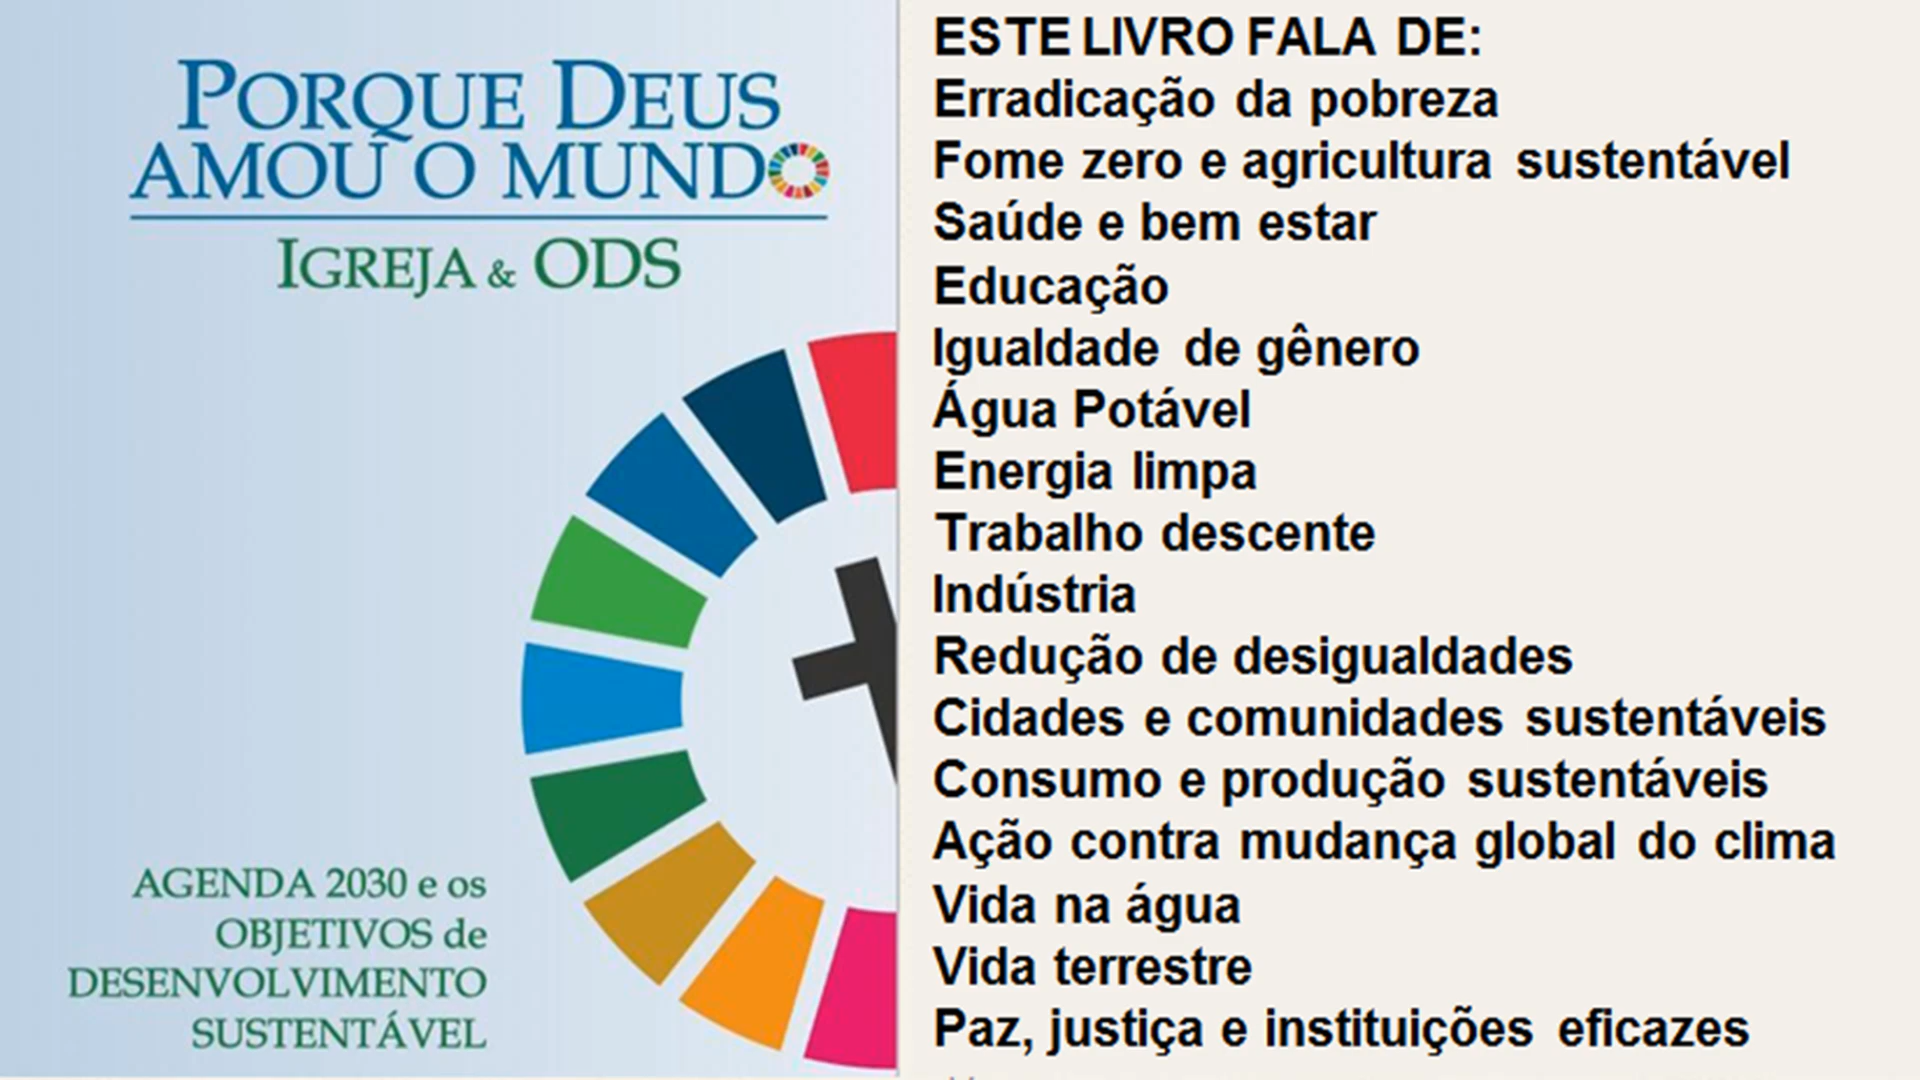 PORQUE DEUS
AMOU O MUNDO
IGREJA & ODS
AGENDA 2030 e os
OBJETIVOS de
DESENVOLVIMENTO
SUSTENTÁVEL
ESTE LIVRO FALA DE:
Erradicação da pobreza
Fome zero e agricultura sustentável
Saúde e bem estar
Educação
Igualdade de gênero
Água Potável
Energia limpa
Trabalho descente
Indústria
Redução de desigualdades
Cidades e comunidades sustentáveis
Consumo e produção sustentáveis
Ação contra mudança global do clima
Vida na água
Vida terrestre
Paz, justiça e instituições eficazes